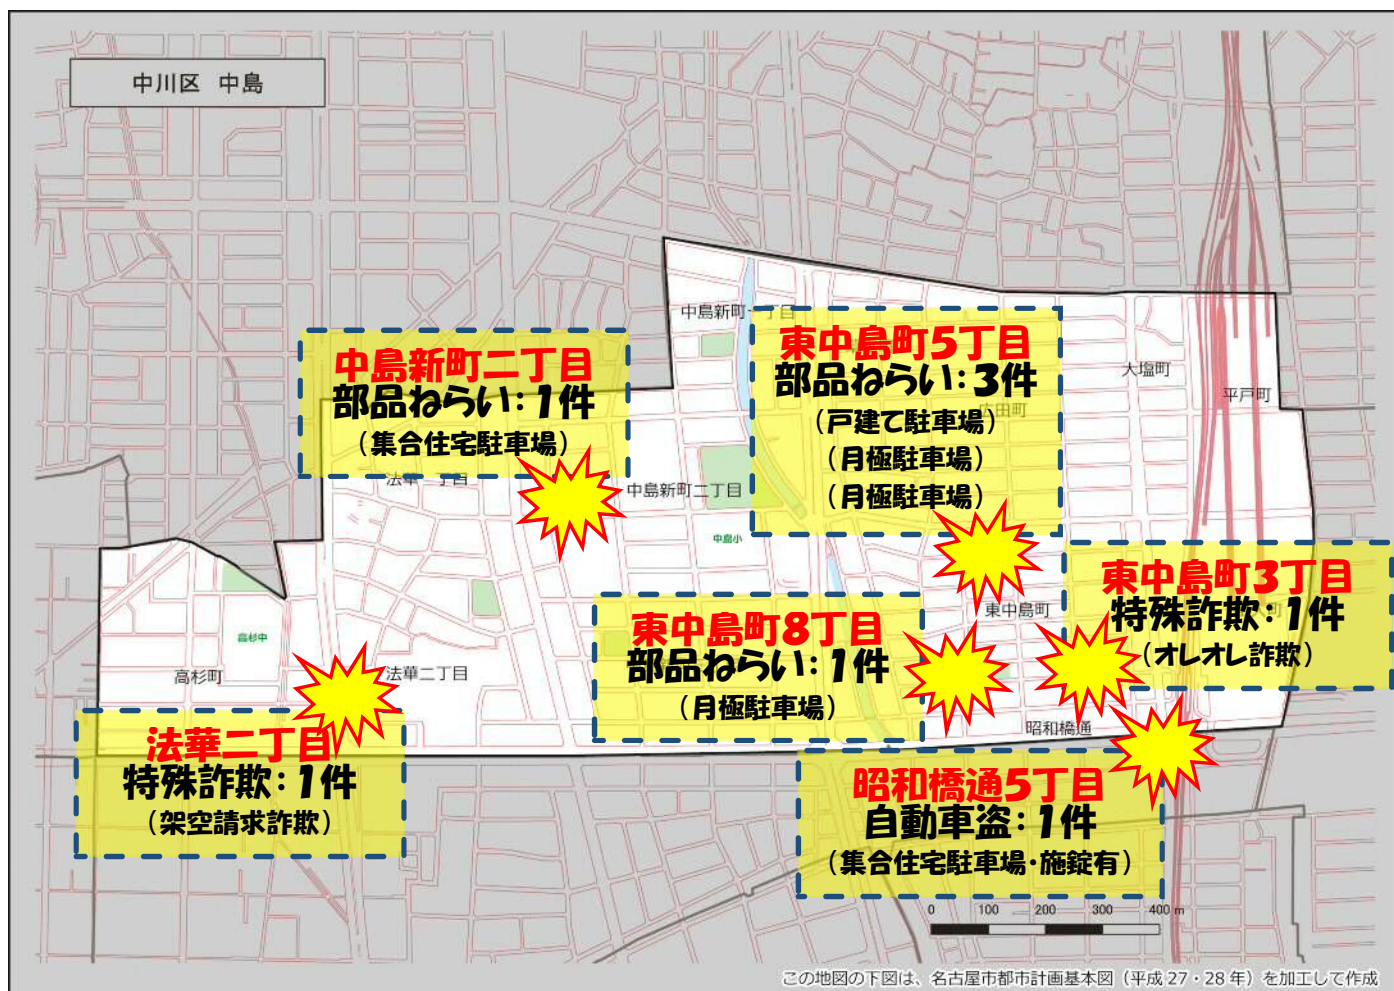 中川区 中島
中島新町一丁目
中島新町二丁目
部品ねらい：1件
（集合住宅駐車場）
東中島町5丁目
部品ねらい：3件
（戸建て駐車場）
（月極駐車場）
（月極駐車場）
大塩町
平戸町
法華一丁目
中島新町二丁目
中島小
東中島町
東中島町3丁目
特殊詐欺：1件
（オレオレ詐欺）
東中島町8丁目
部品ねらい：1件
（月極駐車場）
高杉中
高杉町
法華二丁目
昭和橋通
法華二丁目
特殊詐欺：1件
（架空請求詐欺）
昭和橋通5丁目
自動車盗：1件
（集合住宅駐車場・施錠有）
0 100 200 300 400 m
この地図の下図は、名古屋市都市計画基本図（平成 27・28 年）を加工して作成